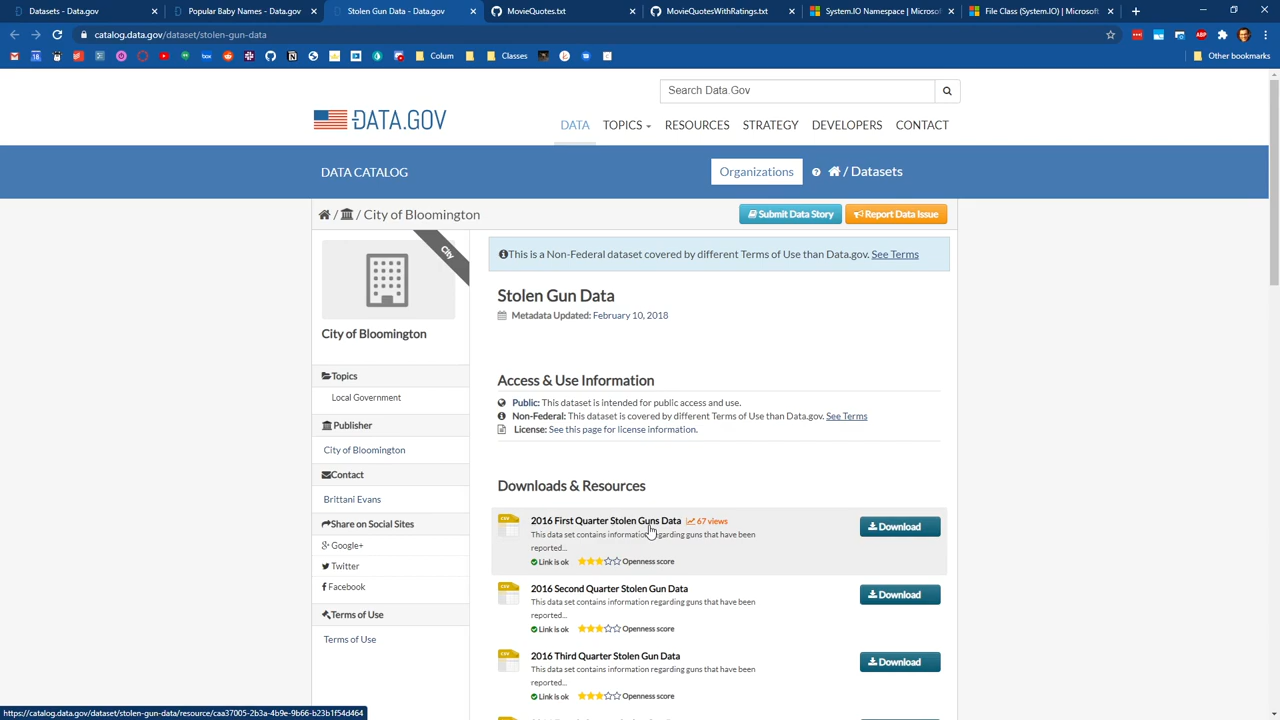 Datasets - Data.gov
Popular Baby Names - Data.gov
Stolen Gun Data - Data.gov
MovieQuotes.txt
MovieQuotesWithRatings.txt
System.IO Namespace | Microsof
File Class (System.IO) | Microsoft
catalog.data.gov/dataset/stolen-gun-data
Colum
Classes
Other bookmarks
Search Data.Gov
DATA.GOV
DATA TOPICS RESOURCES STRATEGY DEVELOPERS CONTACT
DATA CATALOG
Organizations
/ Datasets
/ / City of Bloomington
Submit Data Story
Report Data Issue
City
This is a Non-Federal dataset covered by different Terms of Use than Data.gov. See Terms
City of Bloomington
Stolen Gun Data
Metadata Updated: February 10, 2018
Topics
Local Government
Publisher
City of Bloomington
Contact
Brittani Evans
Share on Social Sites
Google+
Twitter
Facebook
Terms of Use
Terms of Use
Access & Use Information
Public: This dataset is intended for public access and use.
Non-Federal: This dataset is covered by different Terms of Use than Data.gov. See Terms
License: See this page for license information.
Downloads & Resources
CSV
2016 First Quarter Stolen Guns Data 67 views
This data set contains information regarding guns that have been
reported...
Link is ok Openness score
Download
CSV
2016 Second Quarter Stolen Gun Data
This data set contains information regarding guns that have been
reported...
Link is ok Openness score
Download
CSV
2016 Third Quarter Stolen Gun Data
This data set contains information regarding guns that have been
reported...
Link is ok Openness score
Download
https://catalog.data.gov/dataset/stolen-gun-data/resource/caa37005-2b3a-4b9e-9b66-b23b1f54d464